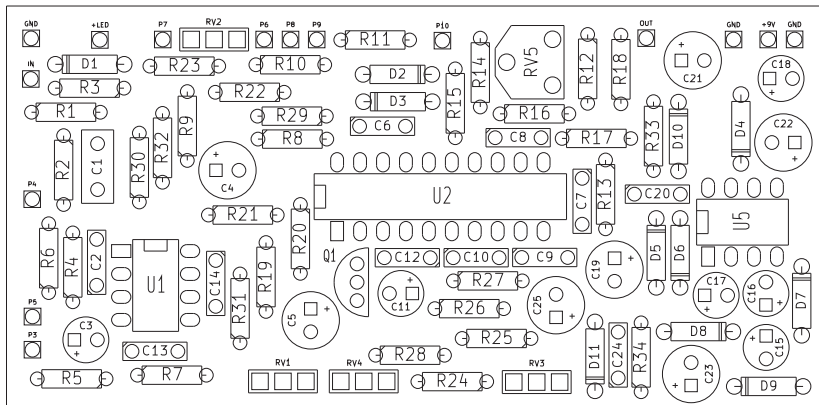 GND
+LED
P7
RV2
P6
P8
P9
R11
P10
OUT
GND
+9V
GND
IN
D1
R3
R23
R10
R22
D2
D3
R14
RV5
R12
R18
C21
C18
R1
R9
R29
R8
C6
R15
R16
C8
R17
R33
D10
D4
C22
R2
C1
R30
R32
C4
U2
C7
R13
C20
P4
R21
R20
U5
R6
R4
C2
U1
C14
R31
R19
Q1
C12
C10
C9
C19
D5
D6
R27
C11
C17
C16
D7
P5
P3
C3
C13
C5
R26
C25
R25
R28
D11
C24
R34
D8
C15
R5
R7
RV1
RV4
R24
RV3
C23
D9
+
+
+
+
+
+
+
+
+
+
+
+